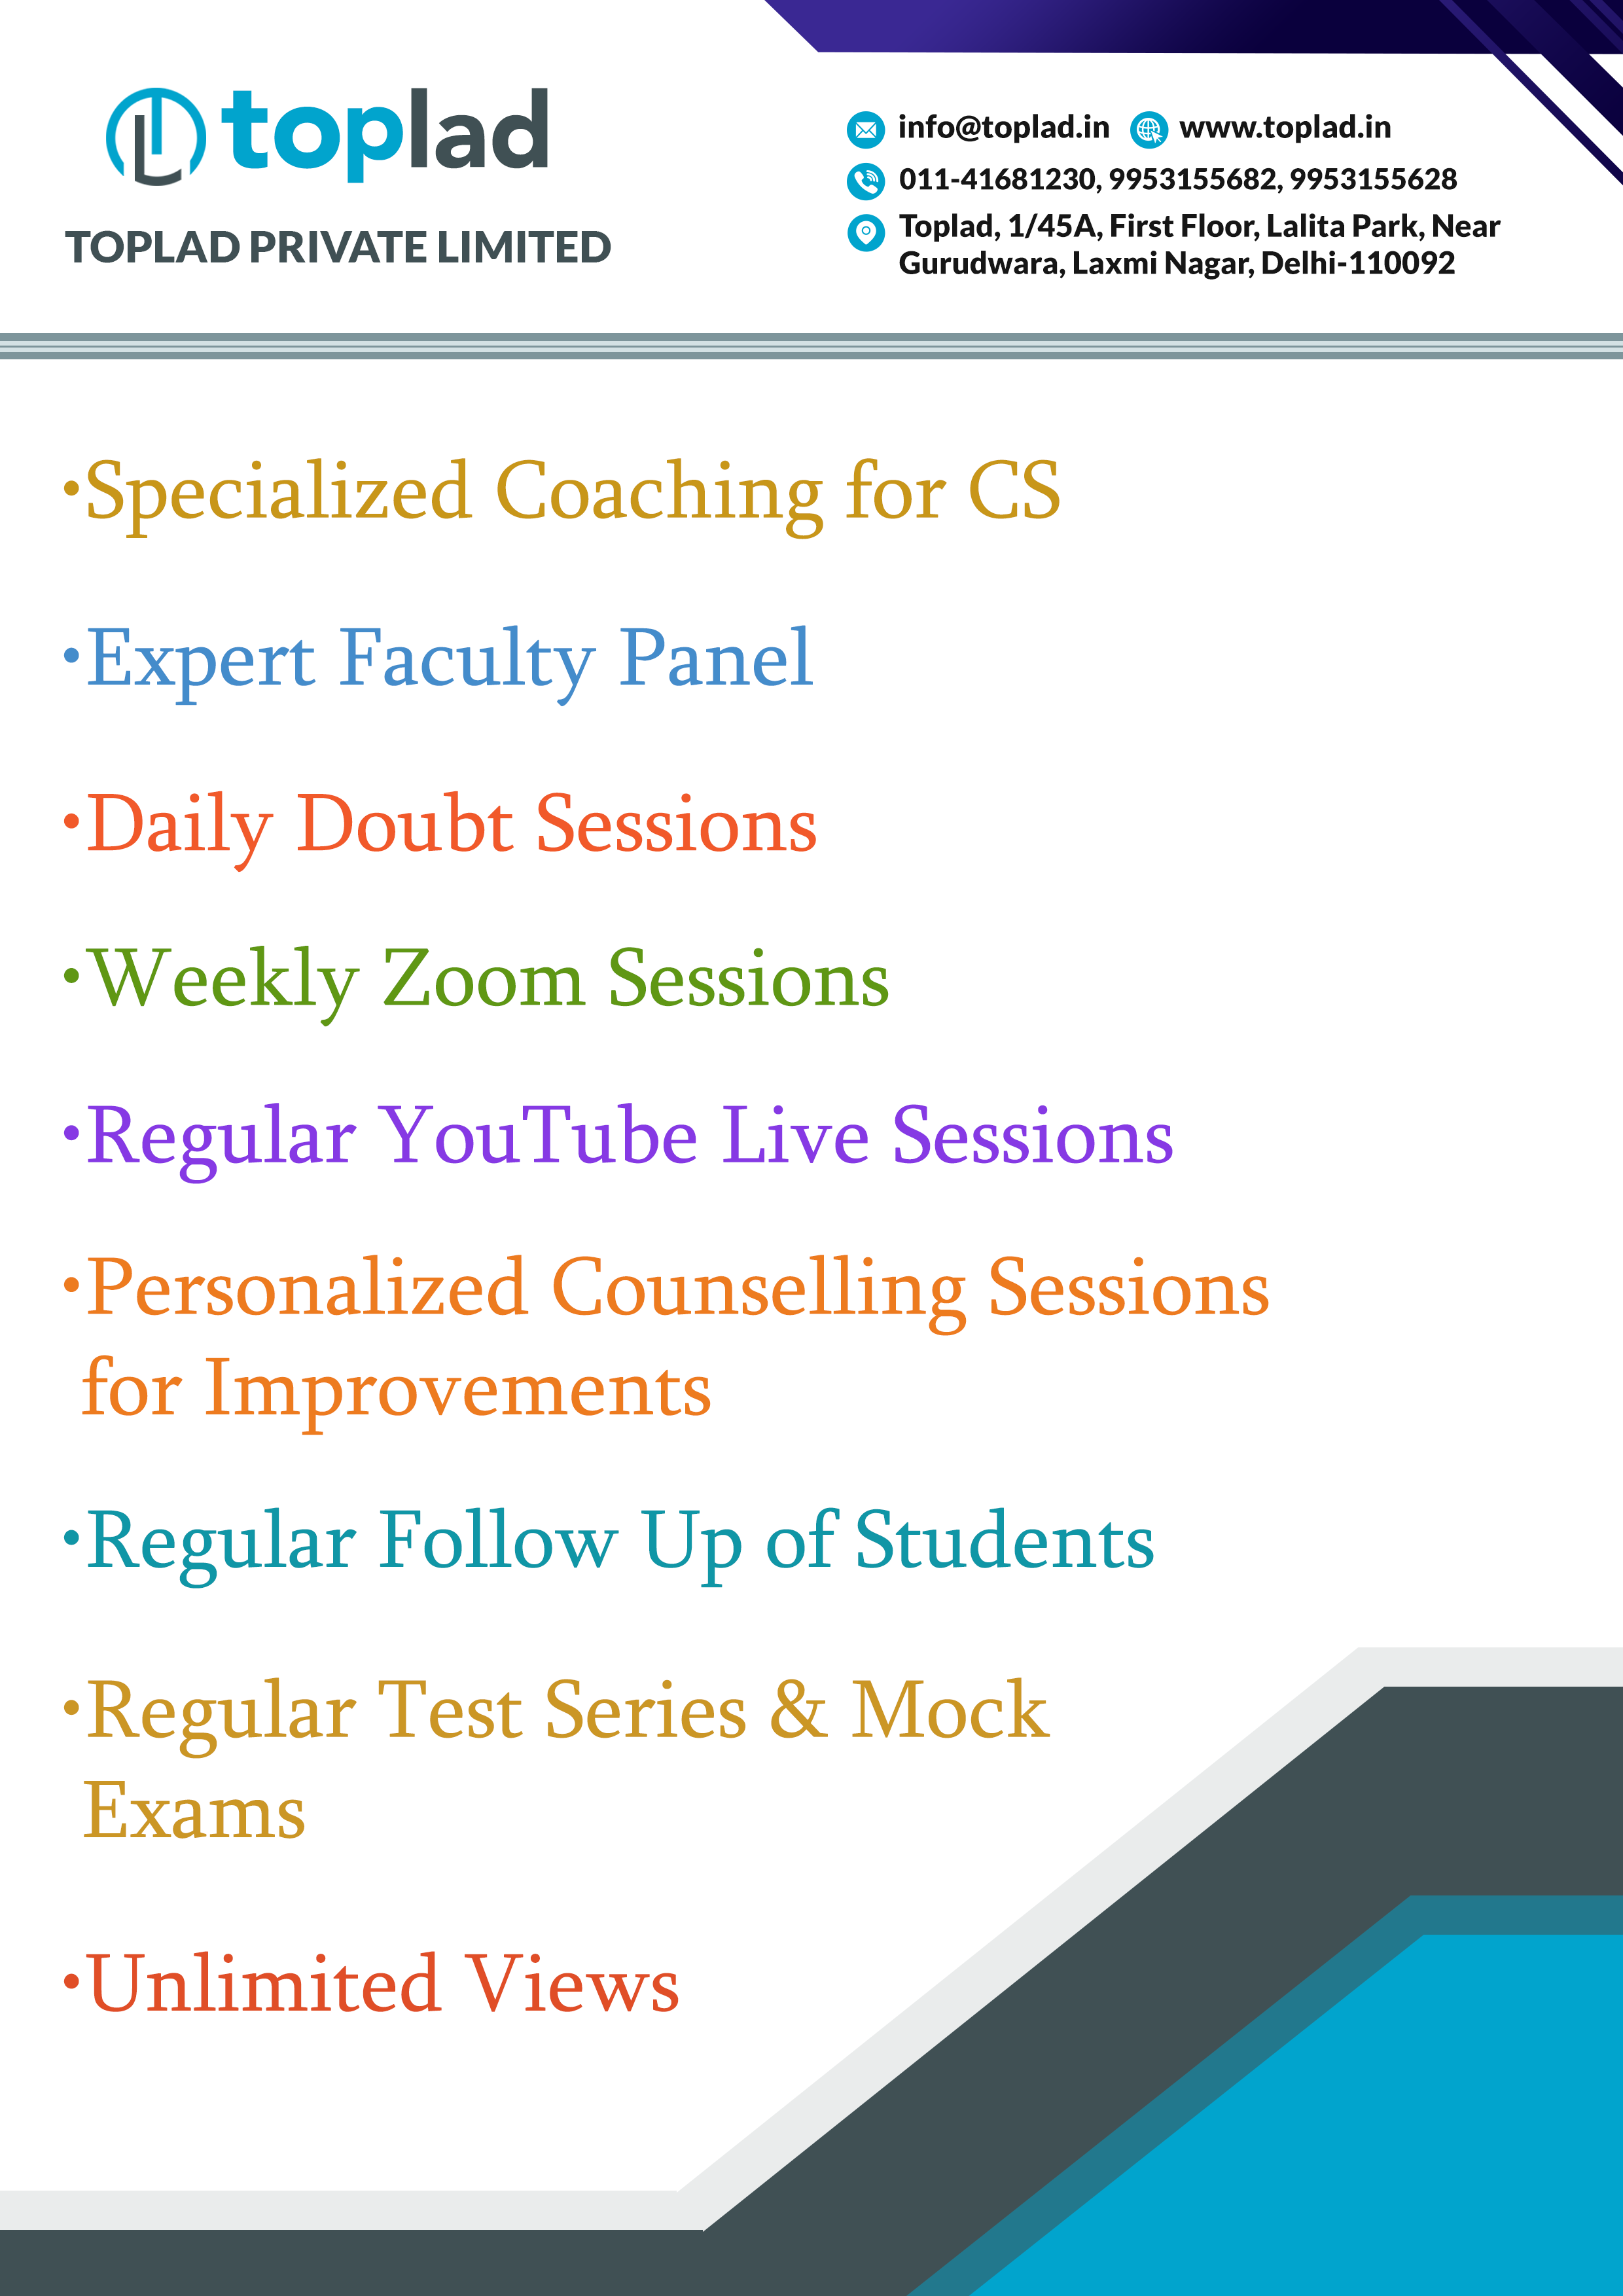 toplad
TOPLAD PRIVATE LIMITED
info@toplad.in www.toplad.in
011-41681230, 9953155682, 9953155628
Toplad, 1/45A, First Floor, Lalita Park, Near
Gurudwara, Laxmi Nagar, Delhi-110092
•Specialized Coaching for CS
•Expert Faculty Panel
•Daily Doubt Sessions
•Weekly Zoom Sessions
•Regular YouTube Live Sessions
•Personalized Counselling Sessions
for Improvements
•Regular Follow Up of Students
•Regular Test Series & Mock
Exams
•Unlimited Views